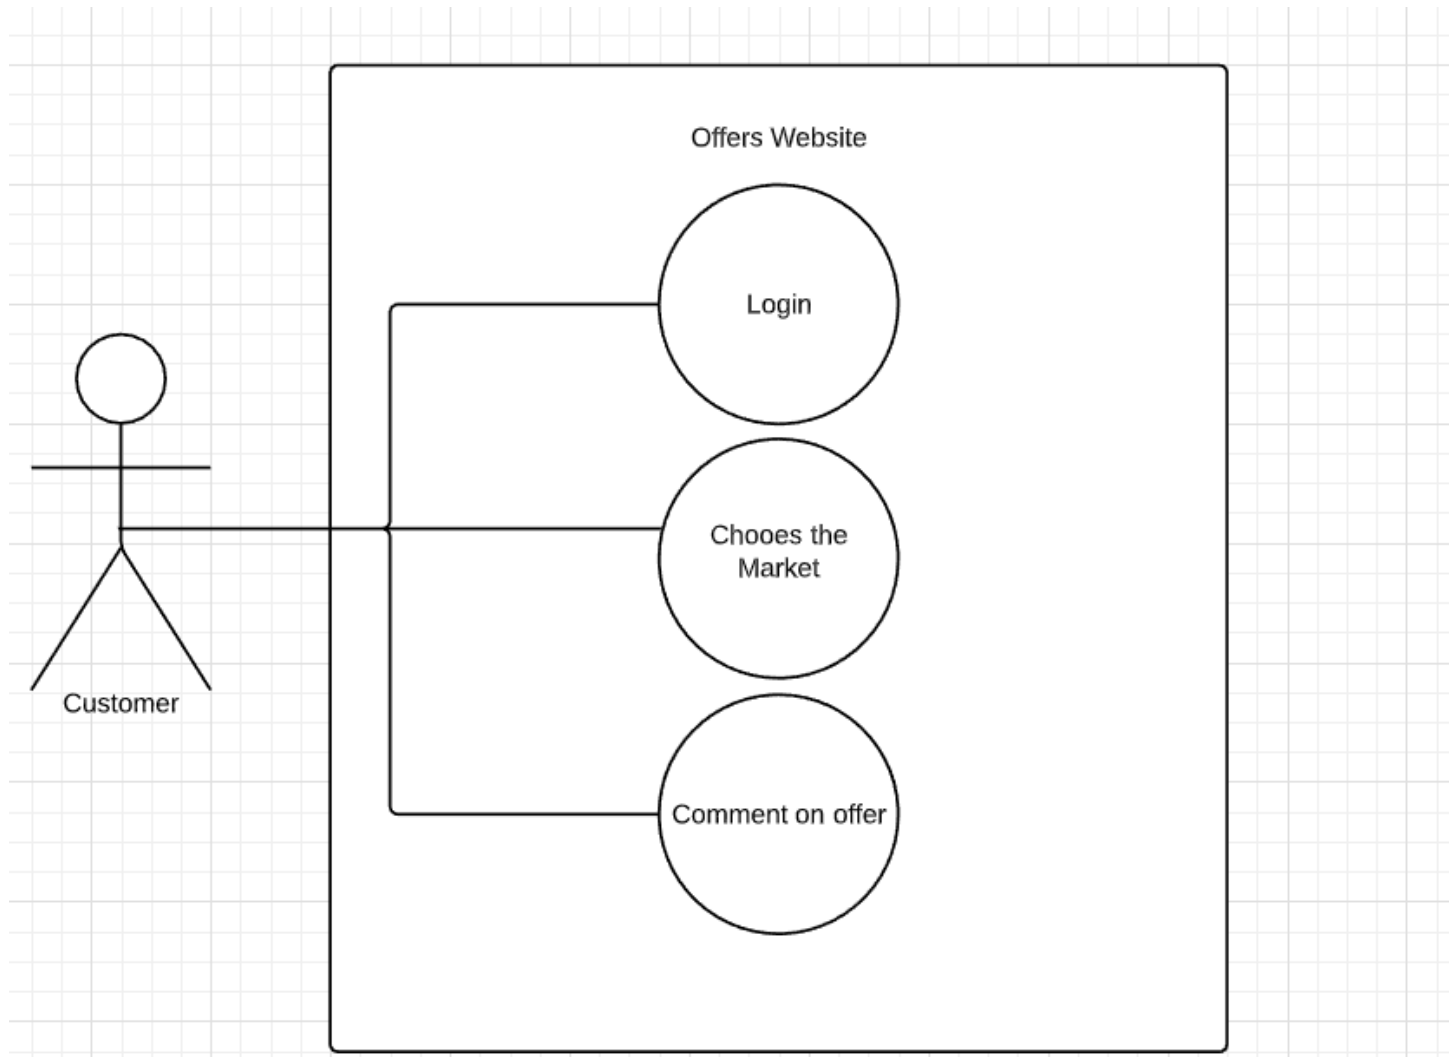 Offers Website
Login
Chooes the
Market
Customer
Comment on offer